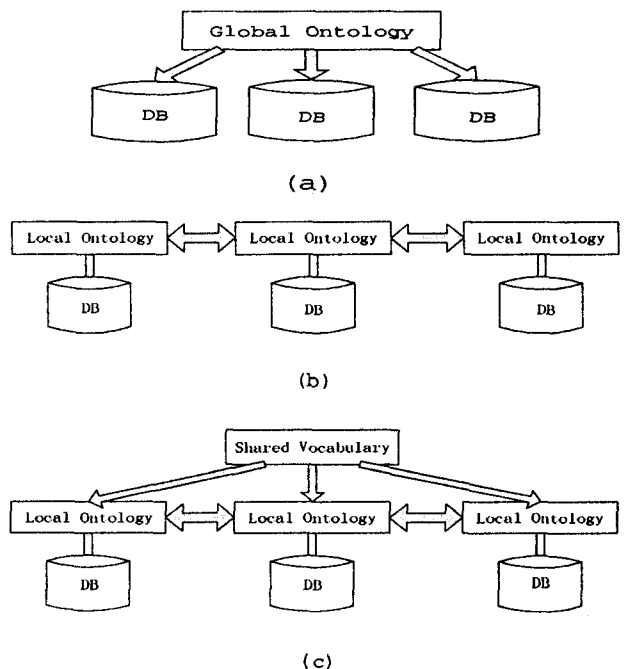 Global Ontology
DB DB DB
(a)
Local Ontology Local Ontology Local Ontology
DB DB DB
(b)
Shared Vocabulary
Local Ontology Local Ontology Local Ontology
DB DB DB
(c)